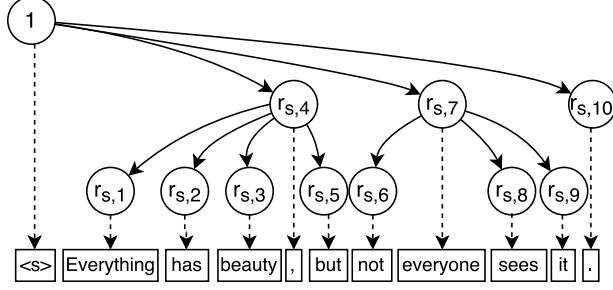 1
r_s,4 r_s,7 r_s,10
r_s,1 r_s,2 r_s,3 r_s,5 r_s,6 r_s,8 r_s,9
<s> Everything has beauty , but not everyone sees it .